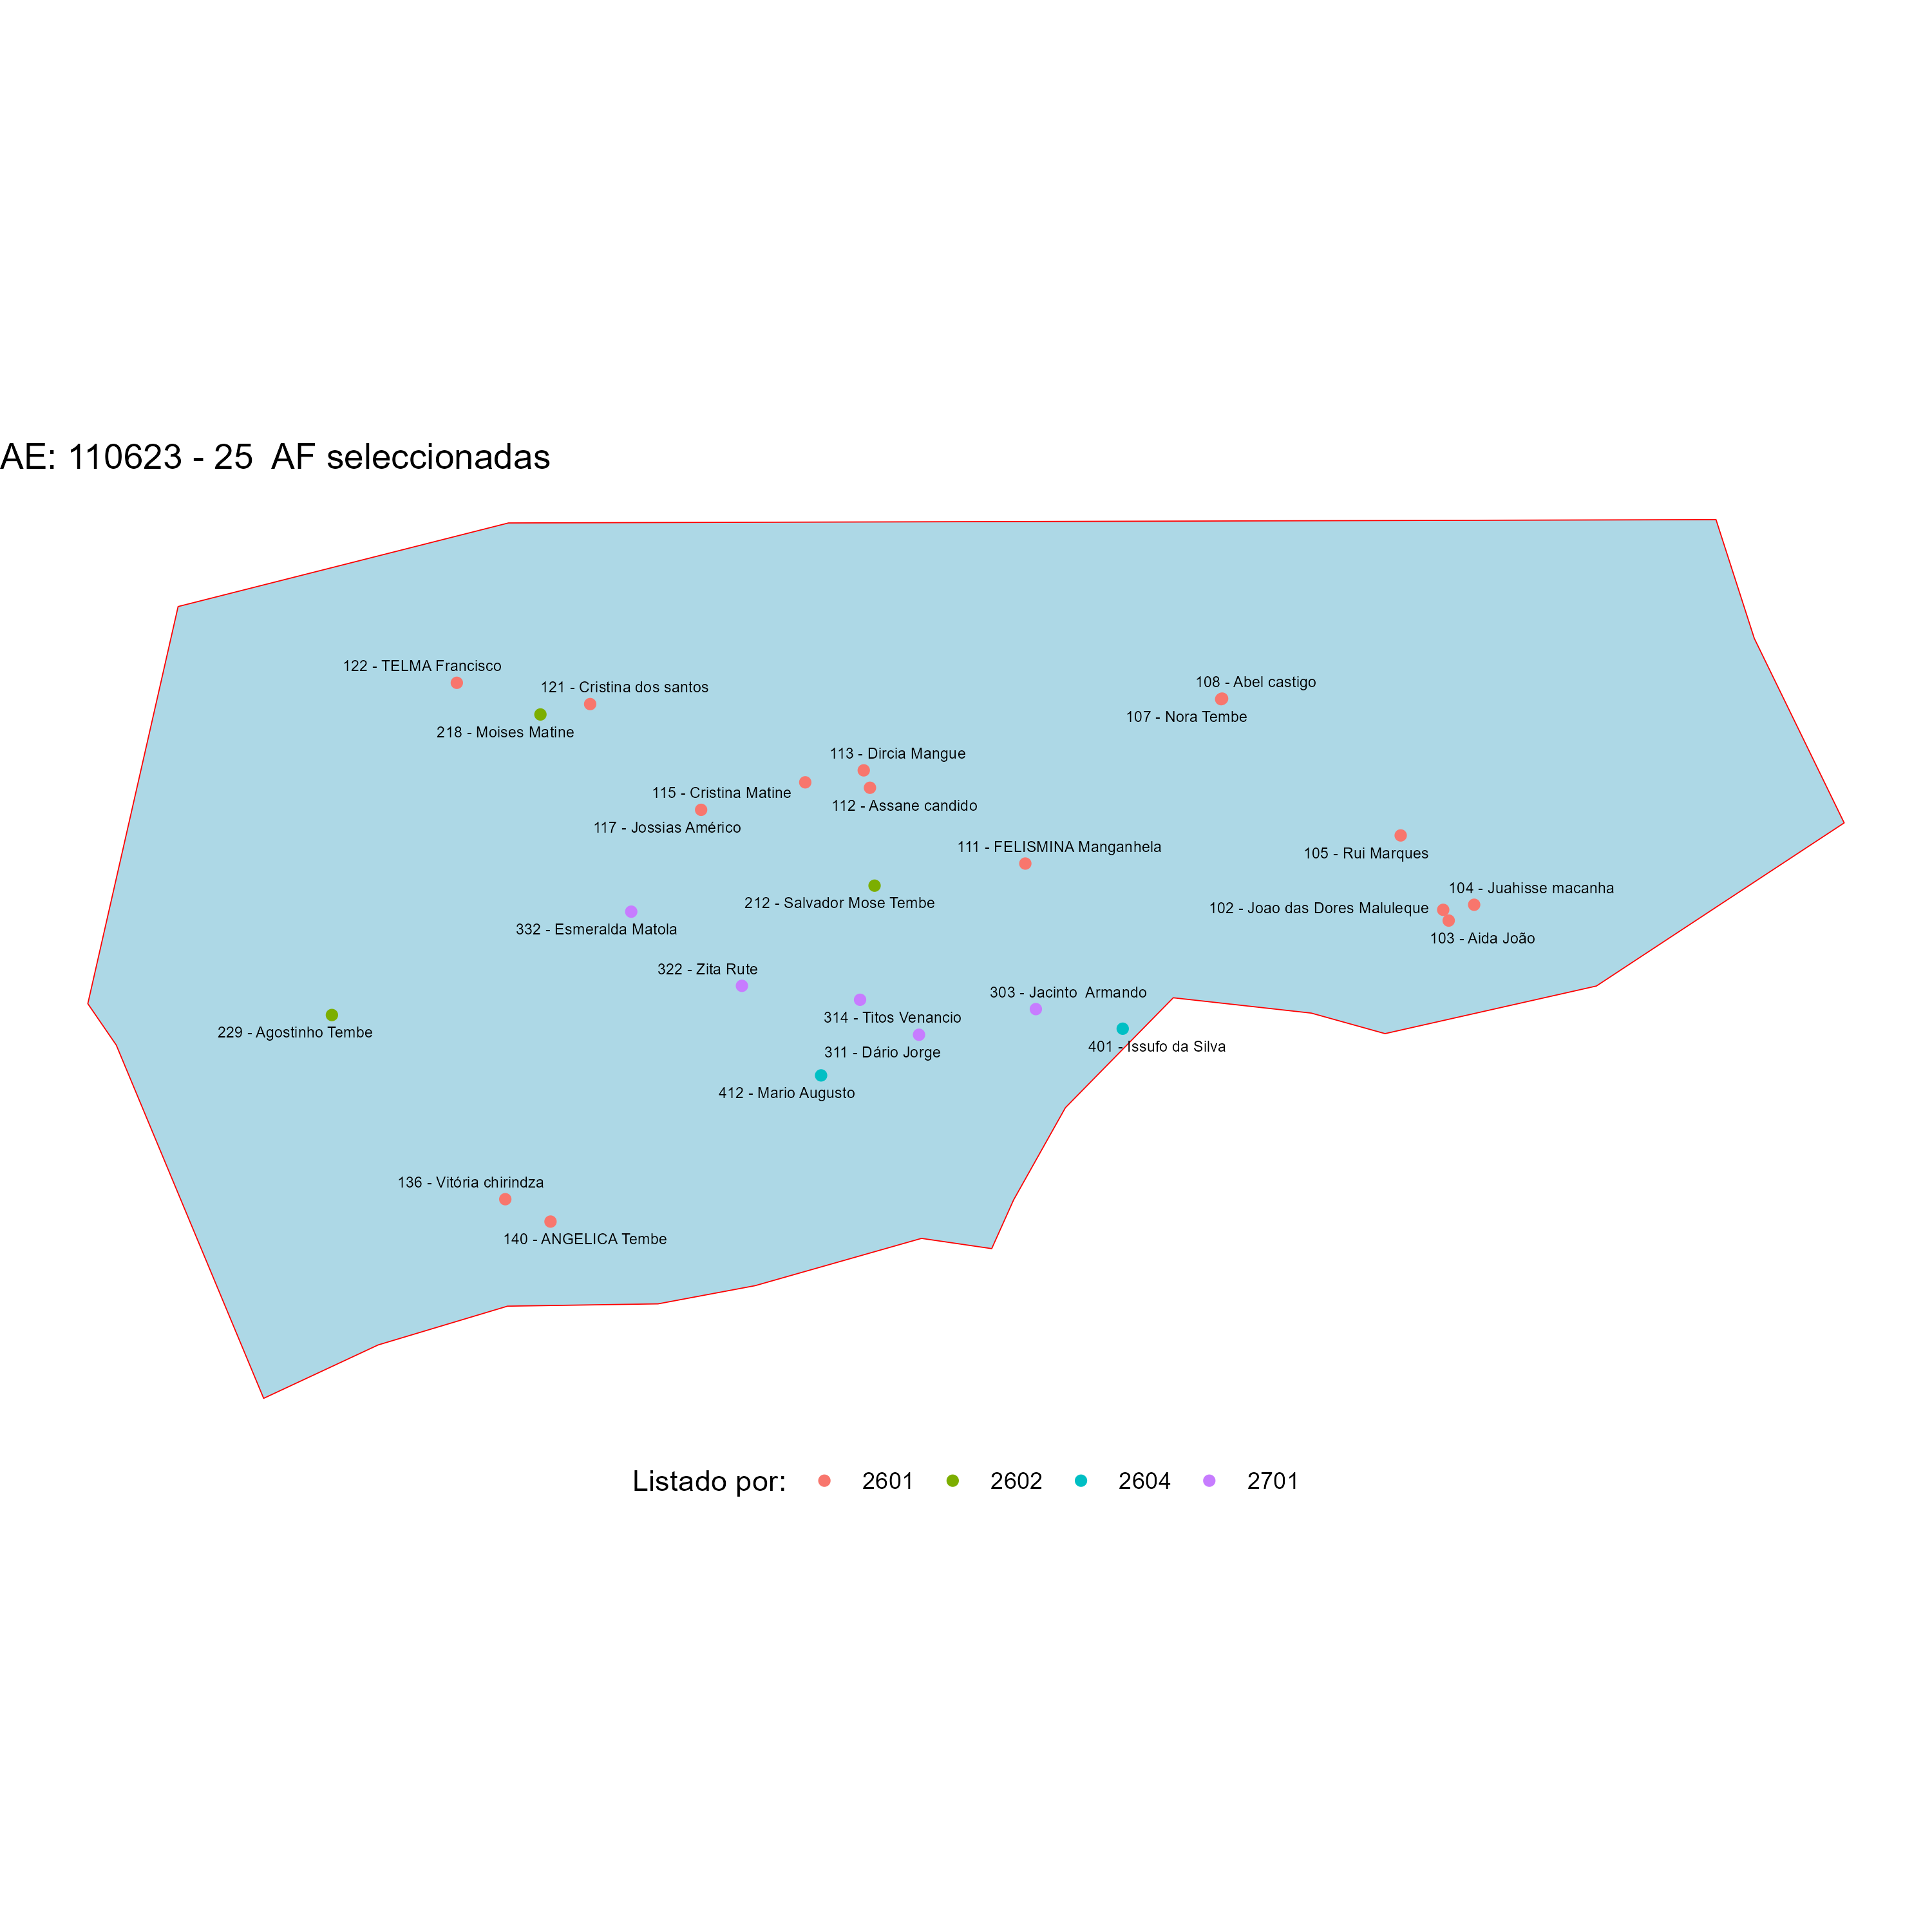 AE: 110623 - 25  AF seleccionadas
122 - TELMA Francisco
121 - Cristina dos santos
108 - Abel castigo
107 - Nora Tembe
218 - Moises Matine
113 - Dircia Mangue
115 - Cristina Matine
112 - Assane candido
117 - Jossias Américo
111 - FELISMINA Manganhela
105 - Rui Marques
104 - Juahisse macanha
212 - Salvador Mose Tembe
102 - Joao das Dores Maluleque
332 - Esmeralda Matola
103 - Aida João
322 - Zita Rute
303 - Jacinto  Armando
314 - Titos Venancio
229 - Agostinho Tembe
401 - Issufo da Silva
311 - Dário Jorge
412 - Mario Augusto
136 - Vitória chirindza
140 - ANGELICA Tembe
Listado por: 2601 2602 2604 2701